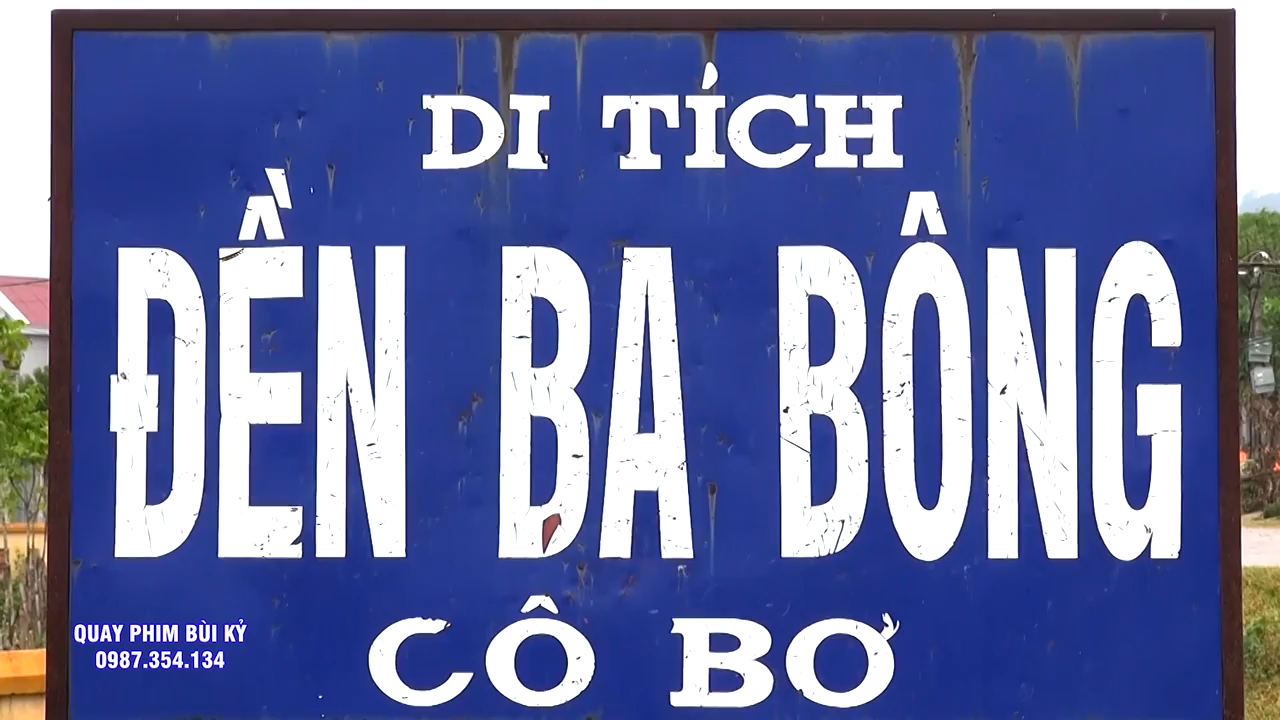 DI TÍCH
ĐỀN BA BÔNG
CÔ BƠ
QUAY PHIM BÙI KỶ
0987.354.134